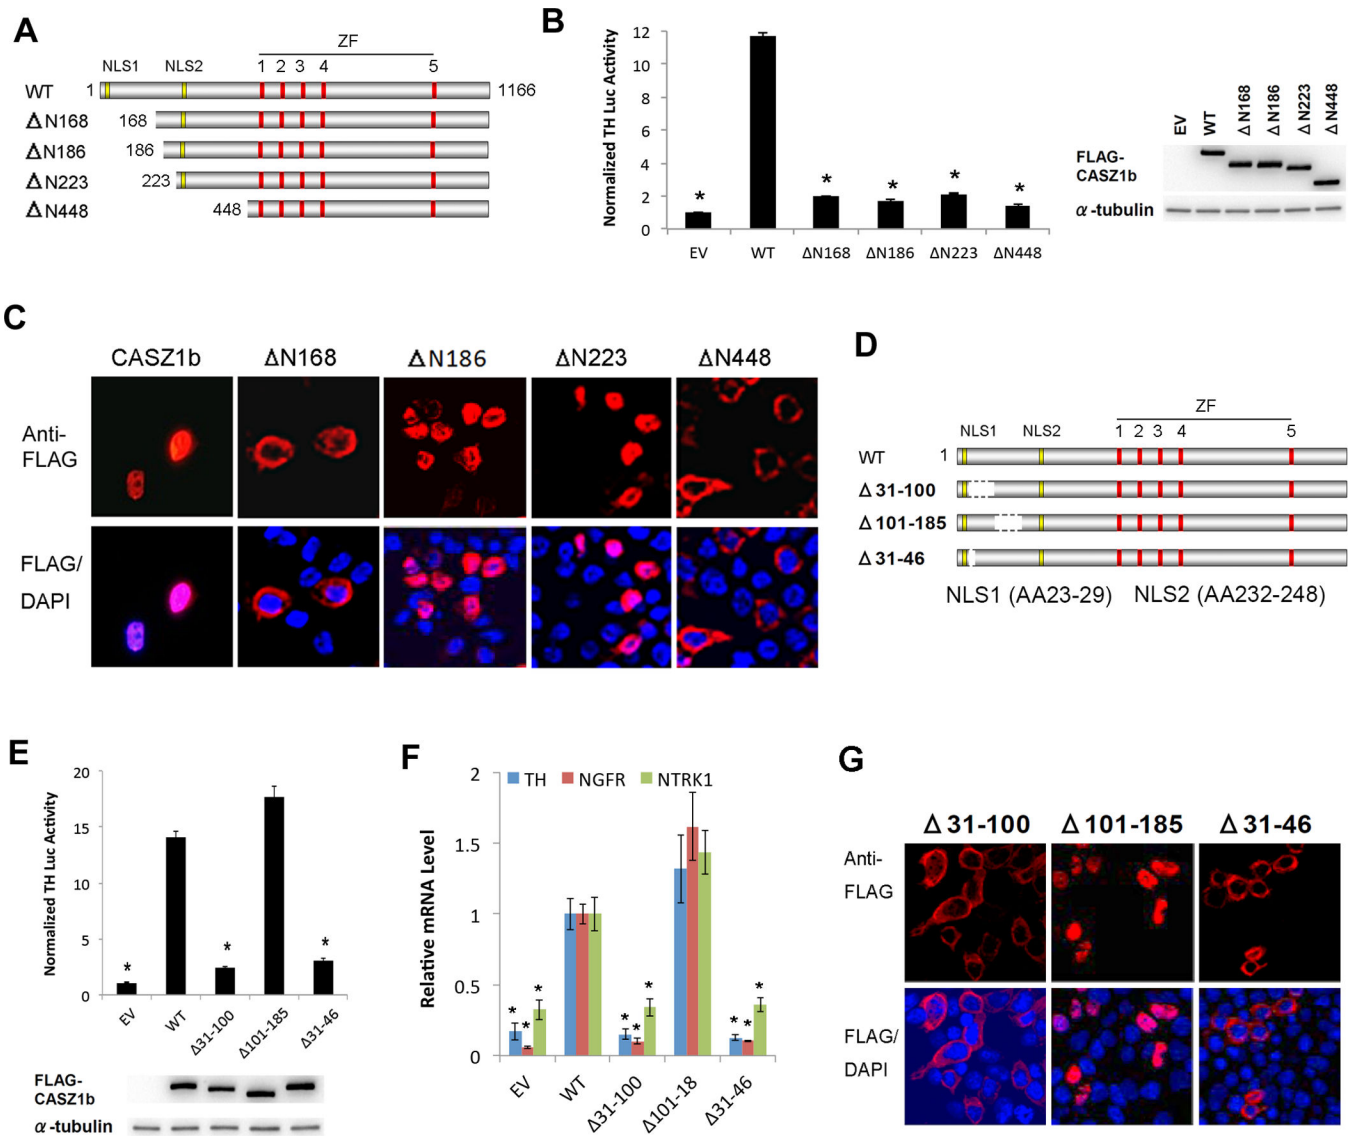 A
ZF
NLS1 NLS2 1 2 3 4 5
WT 1 1166
ΔN168 168
ΔN186 186
ΔN223 223
ΔN448 448
B
Normalized TH Luc Activity
12
10
8
6
4
2
0
* * * * *
EV WT ΔN168 ΔN186 ΔN223 ΔN448
EV WT ΔN168 ΔN186 ΔN223 ΔN448
FLAG-
CASZ1b
α-tubulin
C
CASZ1b ΔN168 ΔN186 ΔN223 ΔN448
Anti-
FLAG
FLAG/
DAPI
D
ZF
NLS1 NLS2 1 2 3 4 5
WT 1
Δ31-100
Δ101-185
Δ31-46
NLS1 (AA23-29) NLS2 (AA232-248)
E
Normalized TH Luc Activity
20
15
10
5
0
* * *
EV WT Δ31-100 Δ101-185 Δ31-46
FLAG-
CASZ1b
α-tubulin
F
TH NGFR NTRK1
Relative mRNA Level
2
1.5
1
0.5
0
* * * * * * * * *
EV WT Δ31-100 Δ101-18 Δ31-46
G
Δ31-100 Δ101-185 Δ31-46
Anti-
FLAG
FLAG/
DAPI